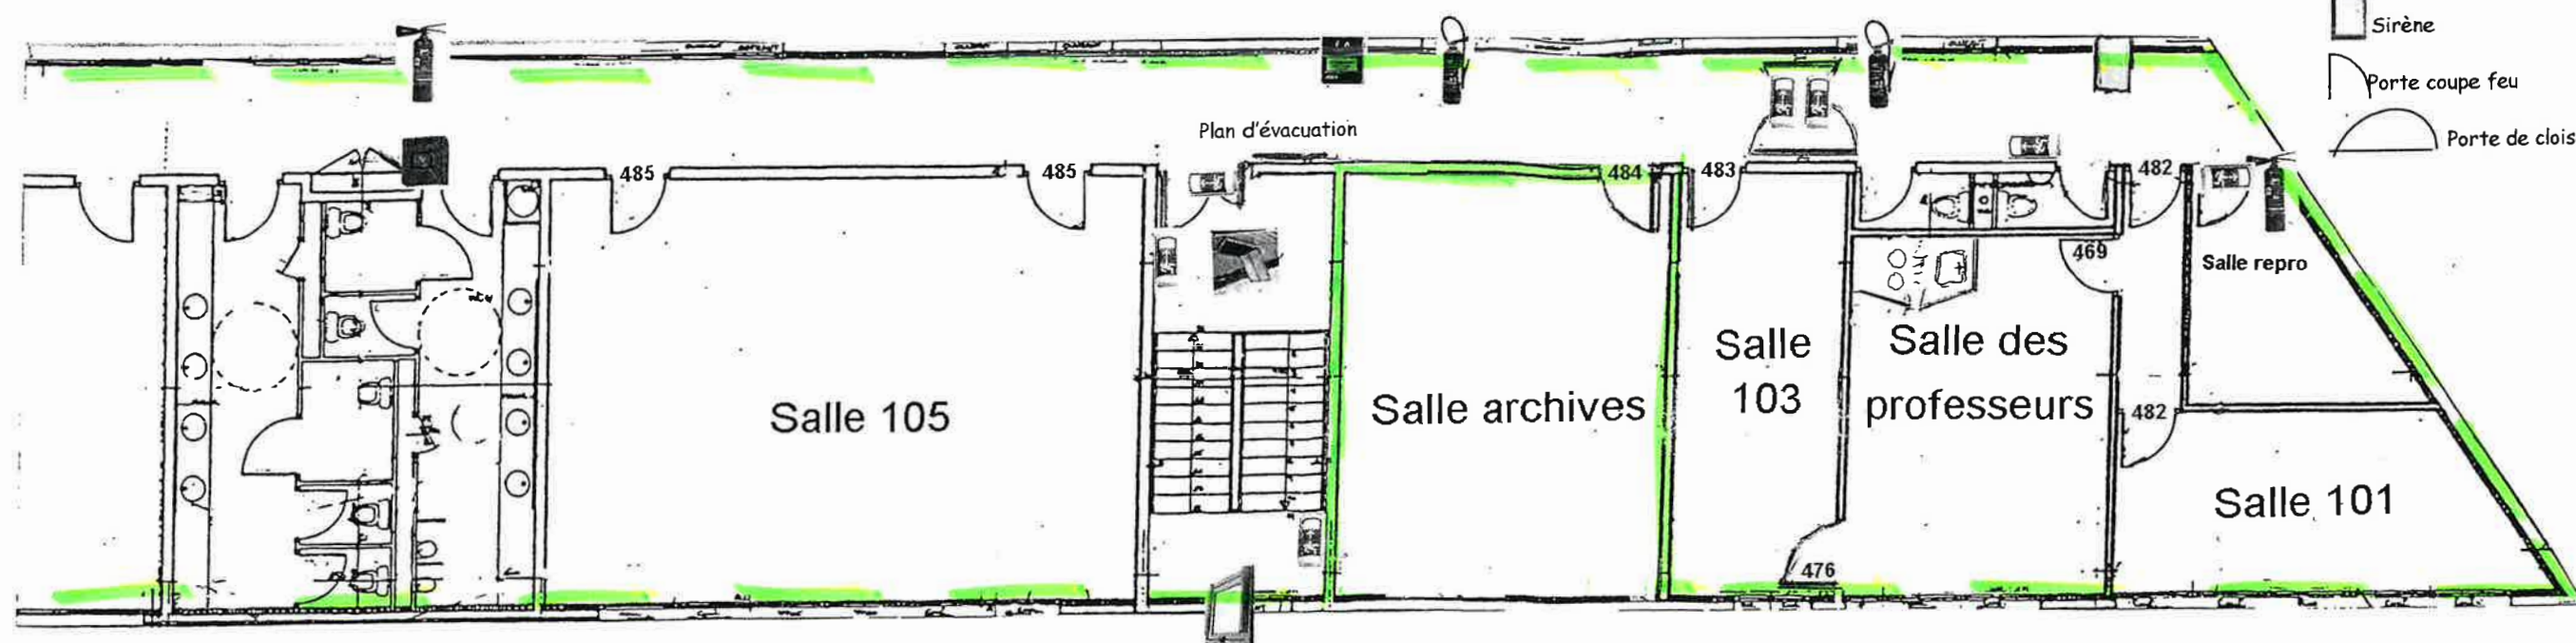 Sirène
Porte coupe feu
Porte de clois
Plan d'évacuation
485
485
484
483
482
469
Salle repro
Salle
103
Salle des
professeurs
Salle archives
Salle 105
482
Salle 101
476